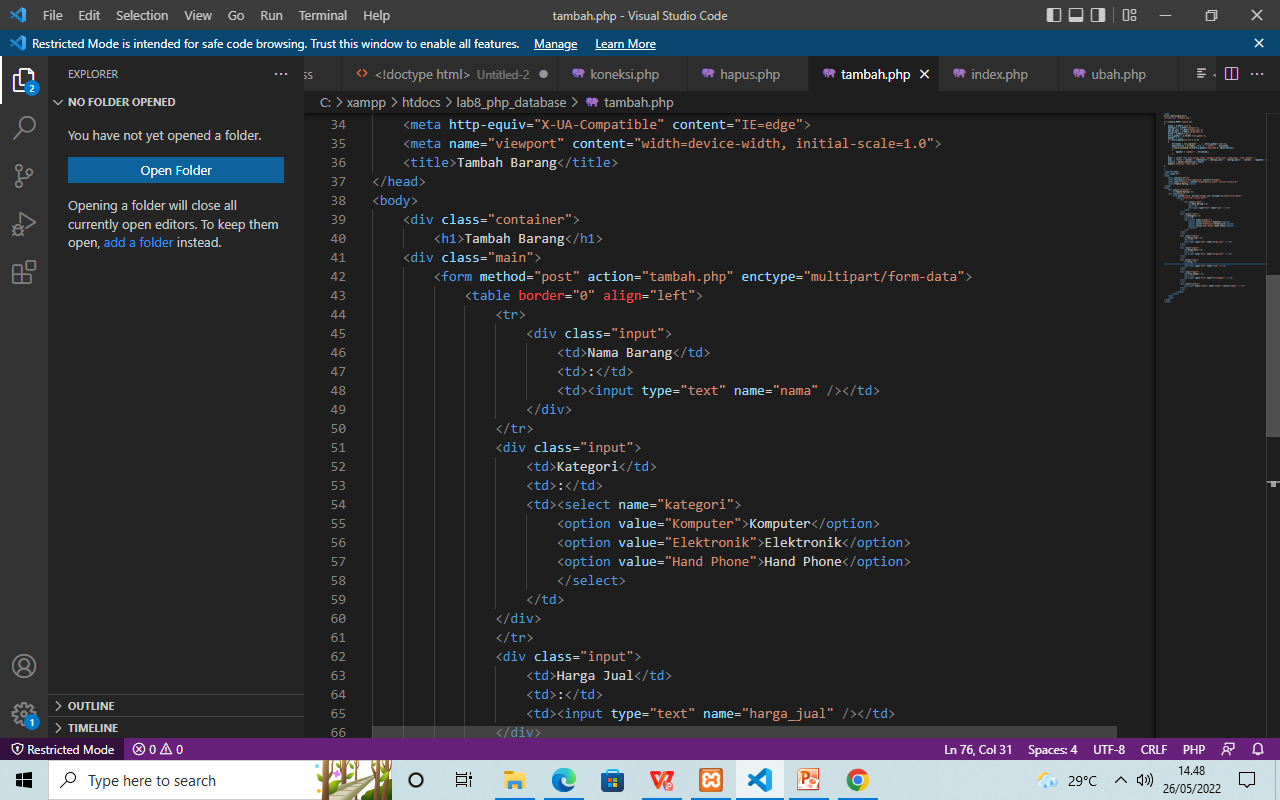 File Edit Selection View Go Run Terminal Help tambah.php - Visual Studio Code
Restricted Mode is intended for safe code browsing. Trust this window to enable all features. Manage Learn More
EXPLORER
ss <!doctype html> Untitled-2 koneksi.php hapus.php tambah.php index.php ubah.php
NO FOLDER OPENED
C: > xampp > htdocs > lab8_php_database > tambah.php
You have not yet opened a folder.
Open Folder
Opening a folder will close all
currently open editors. To keep them
open, add a folder instead.
34 <meta http-equiv="X-UA-Compatible" content="IE=edge">
35 <meta name="viewport" content="width=device-width, initial-scale=1.0">
36 <title>Tambah Barang</title>
37 </head>
38 <body>
39 <div class="container">
40 <h1>Tambah Barang</h1>
41 <div class="main">
42 <form method="post" action="tambah.php" enctype="multipart/form-data">
43 <table border="0" align="left">
44 <tr>
45 <div class="input">
46 <td>Nama Barang</td>
47 <td>:</td>
48 <td><input type="text" name="nama" /></td>
49 </div>
50 </tr>
51 <div class="input">
52 <td>Kategori</td>
53 <td>:</td>
54 <td><select name="kategori">
55 <option value="Komputer">Komputer</option>
56 <option value="Elektronik">Elektronik</option>
57 <option value="Hand Phone">Hand Phone</option>
58 </select>
59 </td>
60 </div>
61 </tr>
62 <div class="input">
63 <td>Harga Jual</td>
64 <td>:</td>
65 <td><input type="text" name="harga_jual" /></td>
66 </div>
2
1
OUTLINE
TIMELINE
Restricted Mode 0 0 Ln 76, Col 31 Spaces: 4 UTF-8 CRLF PHP
Type here to search
29°C
14.48
26/05/2022